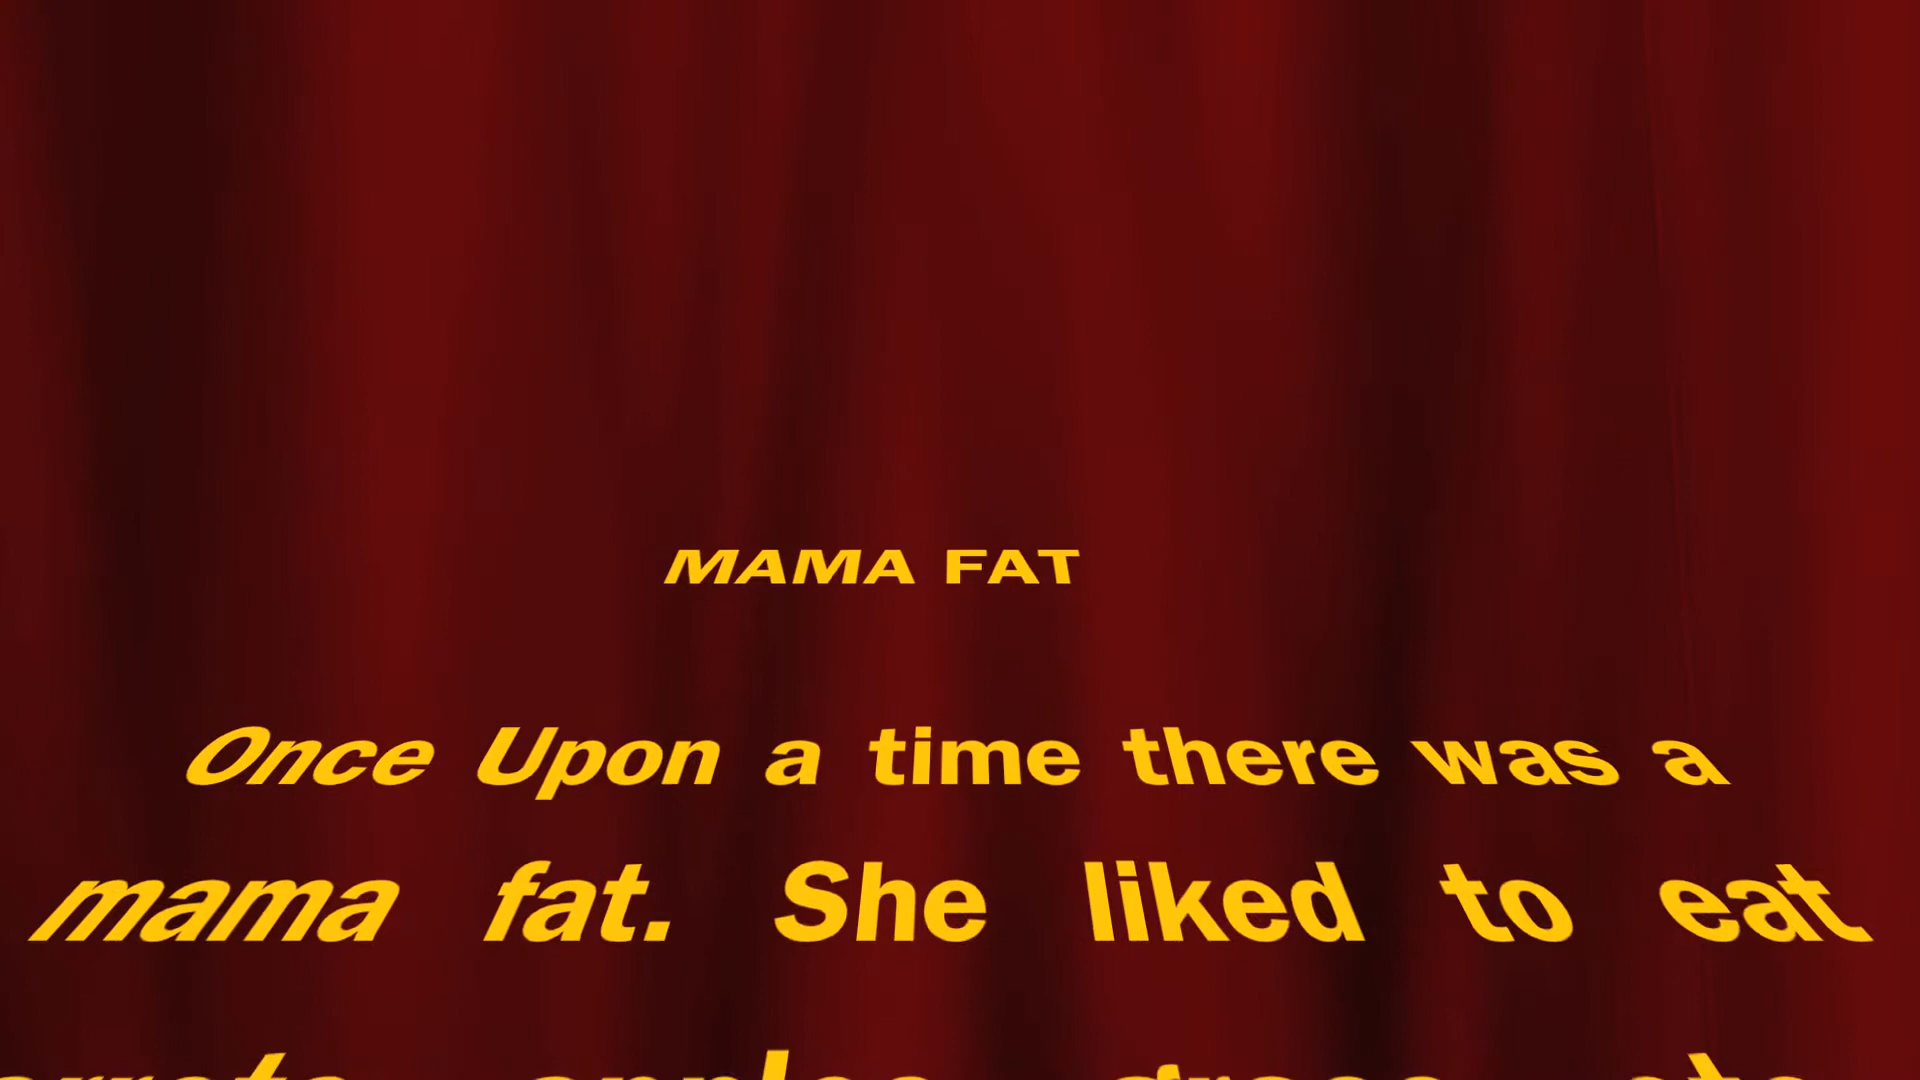 MAMA FAT
Once Upon a time there was a
mama fat. She liked to eat